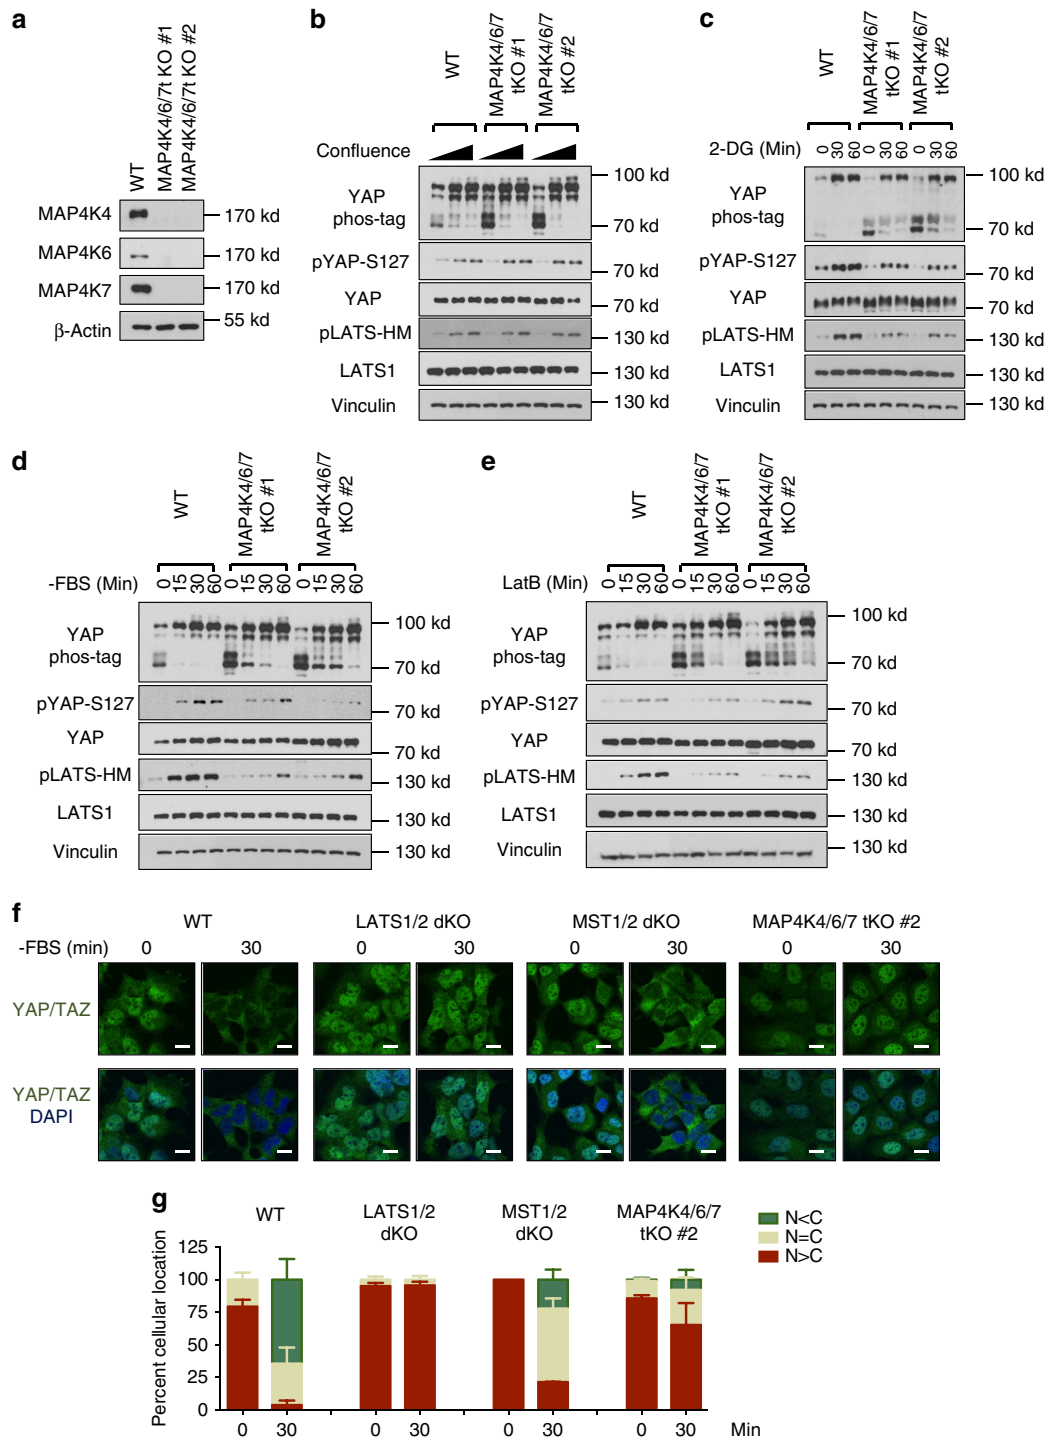 a
WT
MAP4K4/6/7t KO #1
MAP4K4/6/7t KO #2
MAP4K4
170 kd
MAP4K6
170 kd
MAP4K7
170 kd
β-Actin
55 kd
b
WT
MAP4K4/6/7
tKO #1
MAP4K4/6/7
tKO #2
Confluence
YAP
phos-tag
100 kd
70 kd
pYAP-S127
70 kd
YAP
70 kd
pLATS-HM
130 kd
LATS1
130 kd
Vinculin
130 kd
c
WT
MAP4K4/6/7
tKO #1
MAP4K4/6/7
tKO #2
2-DG (Min)
0 30 60 0 30 60 0 30 60
YAP
phos-tag
100 kd
70 kd
pYAP-S127
70 kd
YAP
70 kd
pLATS-HM
130 kd
LATS1
130 kd
Vinculin
130 kd
d
WT
MAP4K4/6/7
tKO #1
MAP4K4/6/7
tKO #2
-FBS (Min)
0 15 30 60 0 15 30 60 0 15 30 60
YAP
phos-tag
100 kd
70 kd
pYAP-S127
70 kd
YAP
70 kd
pLATS-HM
130 kd
LATS1
130 kd
Vinculin
130 kd
e
WT
MAP4K4/6/7
tKO #1
MAP4K4/6/7
tKO #2
LatB (Min)
0 15 30 60 0 15 30 60 0 15 30 60
YAP
phos-tag
100 kd
70 kd
pYAP-S127
70 kd
YAP
70 kd
pLATS-HM
130 kd
LATS1
130 kd
Vinculin
130 kd
f
WT LATS1/2 dKO MST1/2 dKO MAP4K4/6/7 tKO #2
-FBS (min) 0 30 0 30 0 30 0 30
YAP/TAZ
YAP/TAZ
DAPI
g
WT
LATS1/2
dKO
MST1/2
dKO
MAP4K4/6/7
tKO #2
N<C
N=C
N>C
Percent cellular location
125
100
75
50
25
0
0 30 0 30 0 30 0 30 Min